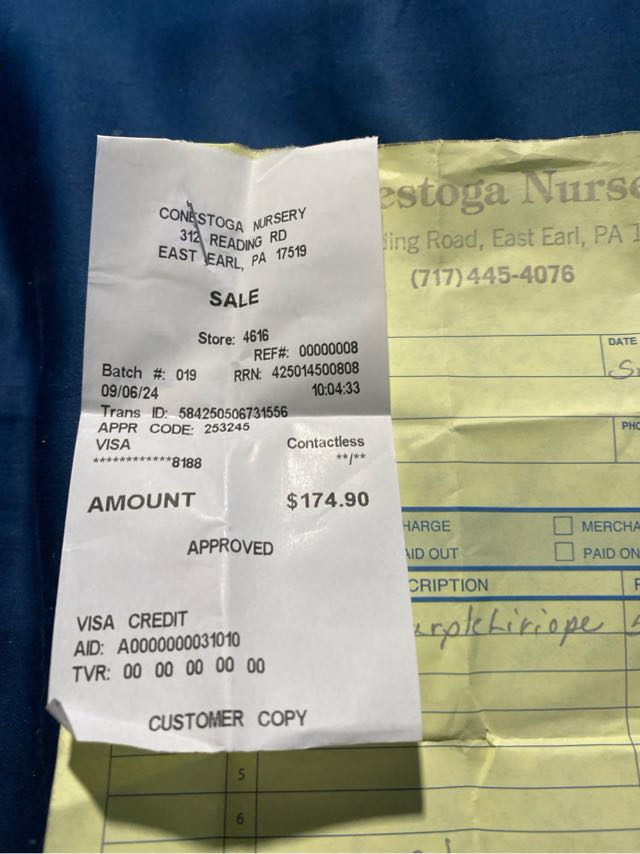 CONESTOGA NURSERY
312 READING RD
EAST EARL, PA 17519
SALE
Store: 4616
REF#: 00000008
Batch #: 019 RRN: 425014500808
09/06/24 10:04:33
Trans ID: 584250506731556
APPR CODE: 253245
VISA Contactless
************8188 **/**
AMOUNT $174.90
APPROVED
VISA CREDIT
AID: A0000000031010
TVR: 00 00 00 00 00
CUSTOMER COPY
estoga Nurse
ing Road, East Earl, PA 1
(717) 445-4076
DATE
PHO
HARGE MERCHA
AID OUT PAID ON
CRIPTION
urple Liriope
5
6